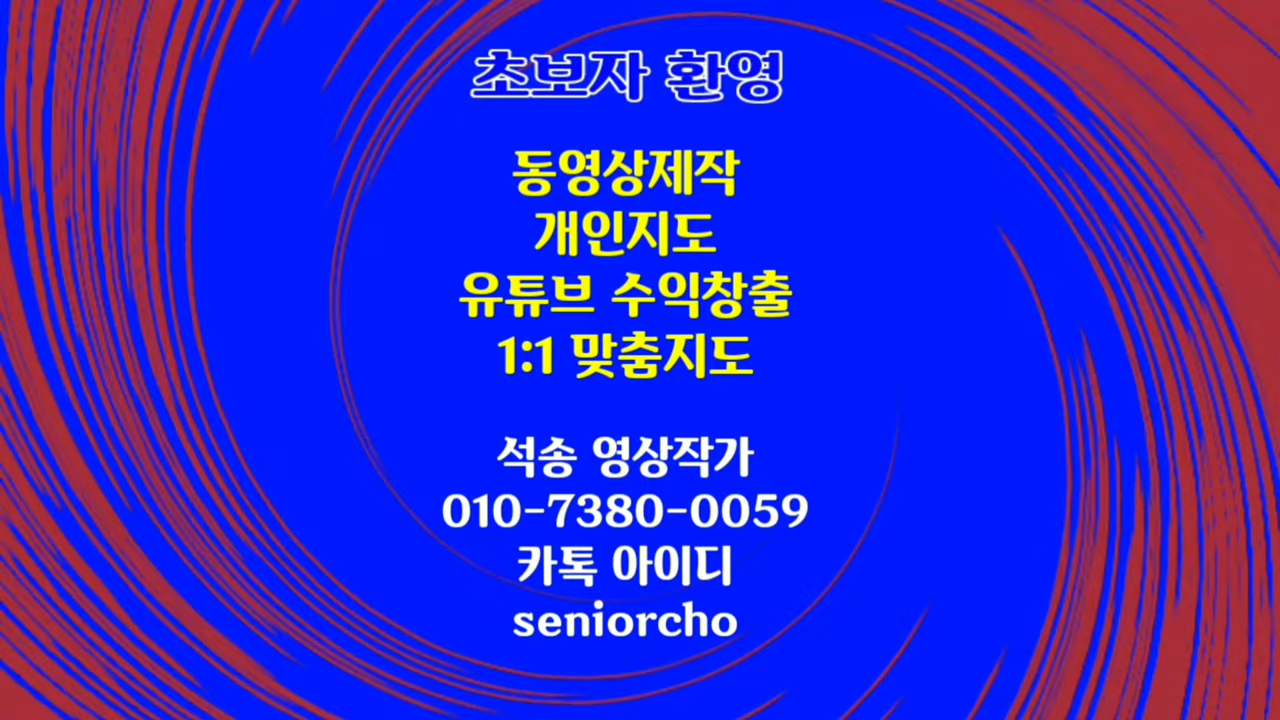 초보자 환영
동영상제작
개인지도
유튜브 수익창출
1:1 맞춤지도
석송 영상작가
010-7380-0059
카톡 아이디
seniorcho